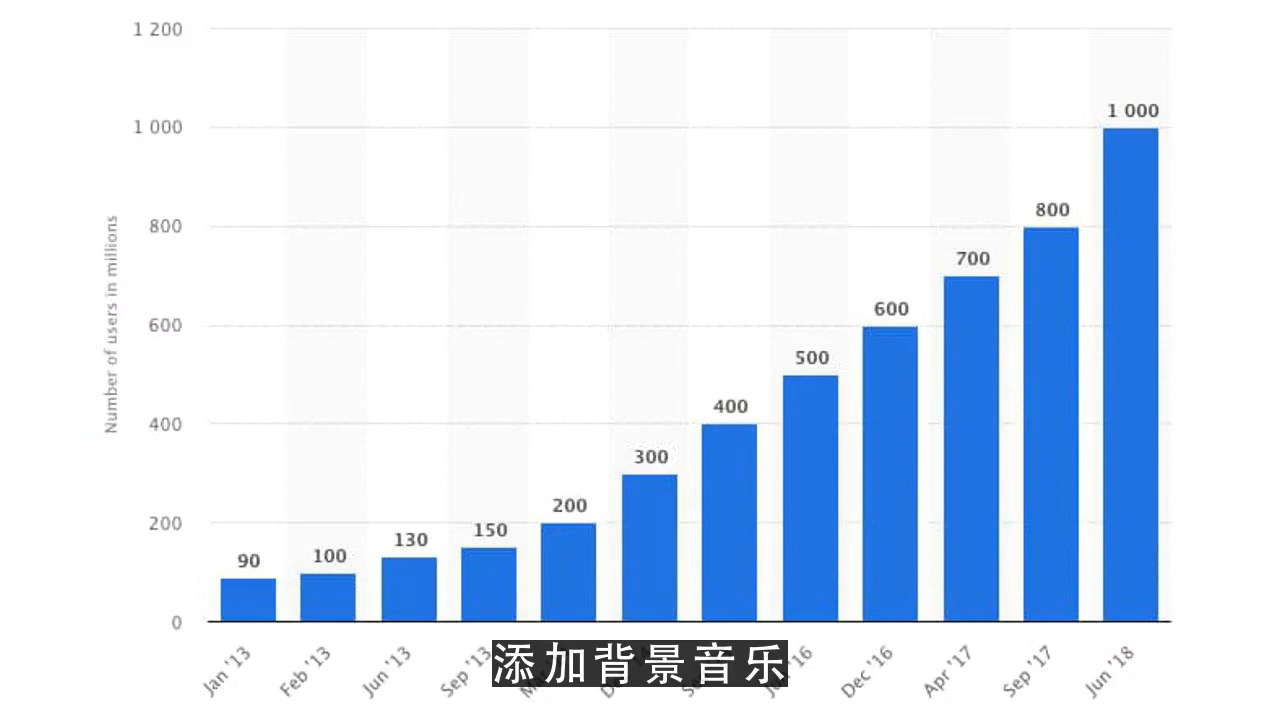 1 200
1 000
800
600
400
200
0
Number of users in millions
90
100
130
150
200
300
400
500
600
700
800
1 000
Jan '13
Feb '13
Jun '13
Sep '13
'16
Dec '16
Apr '17
Sep '17
Jun '18
添加背景音乐